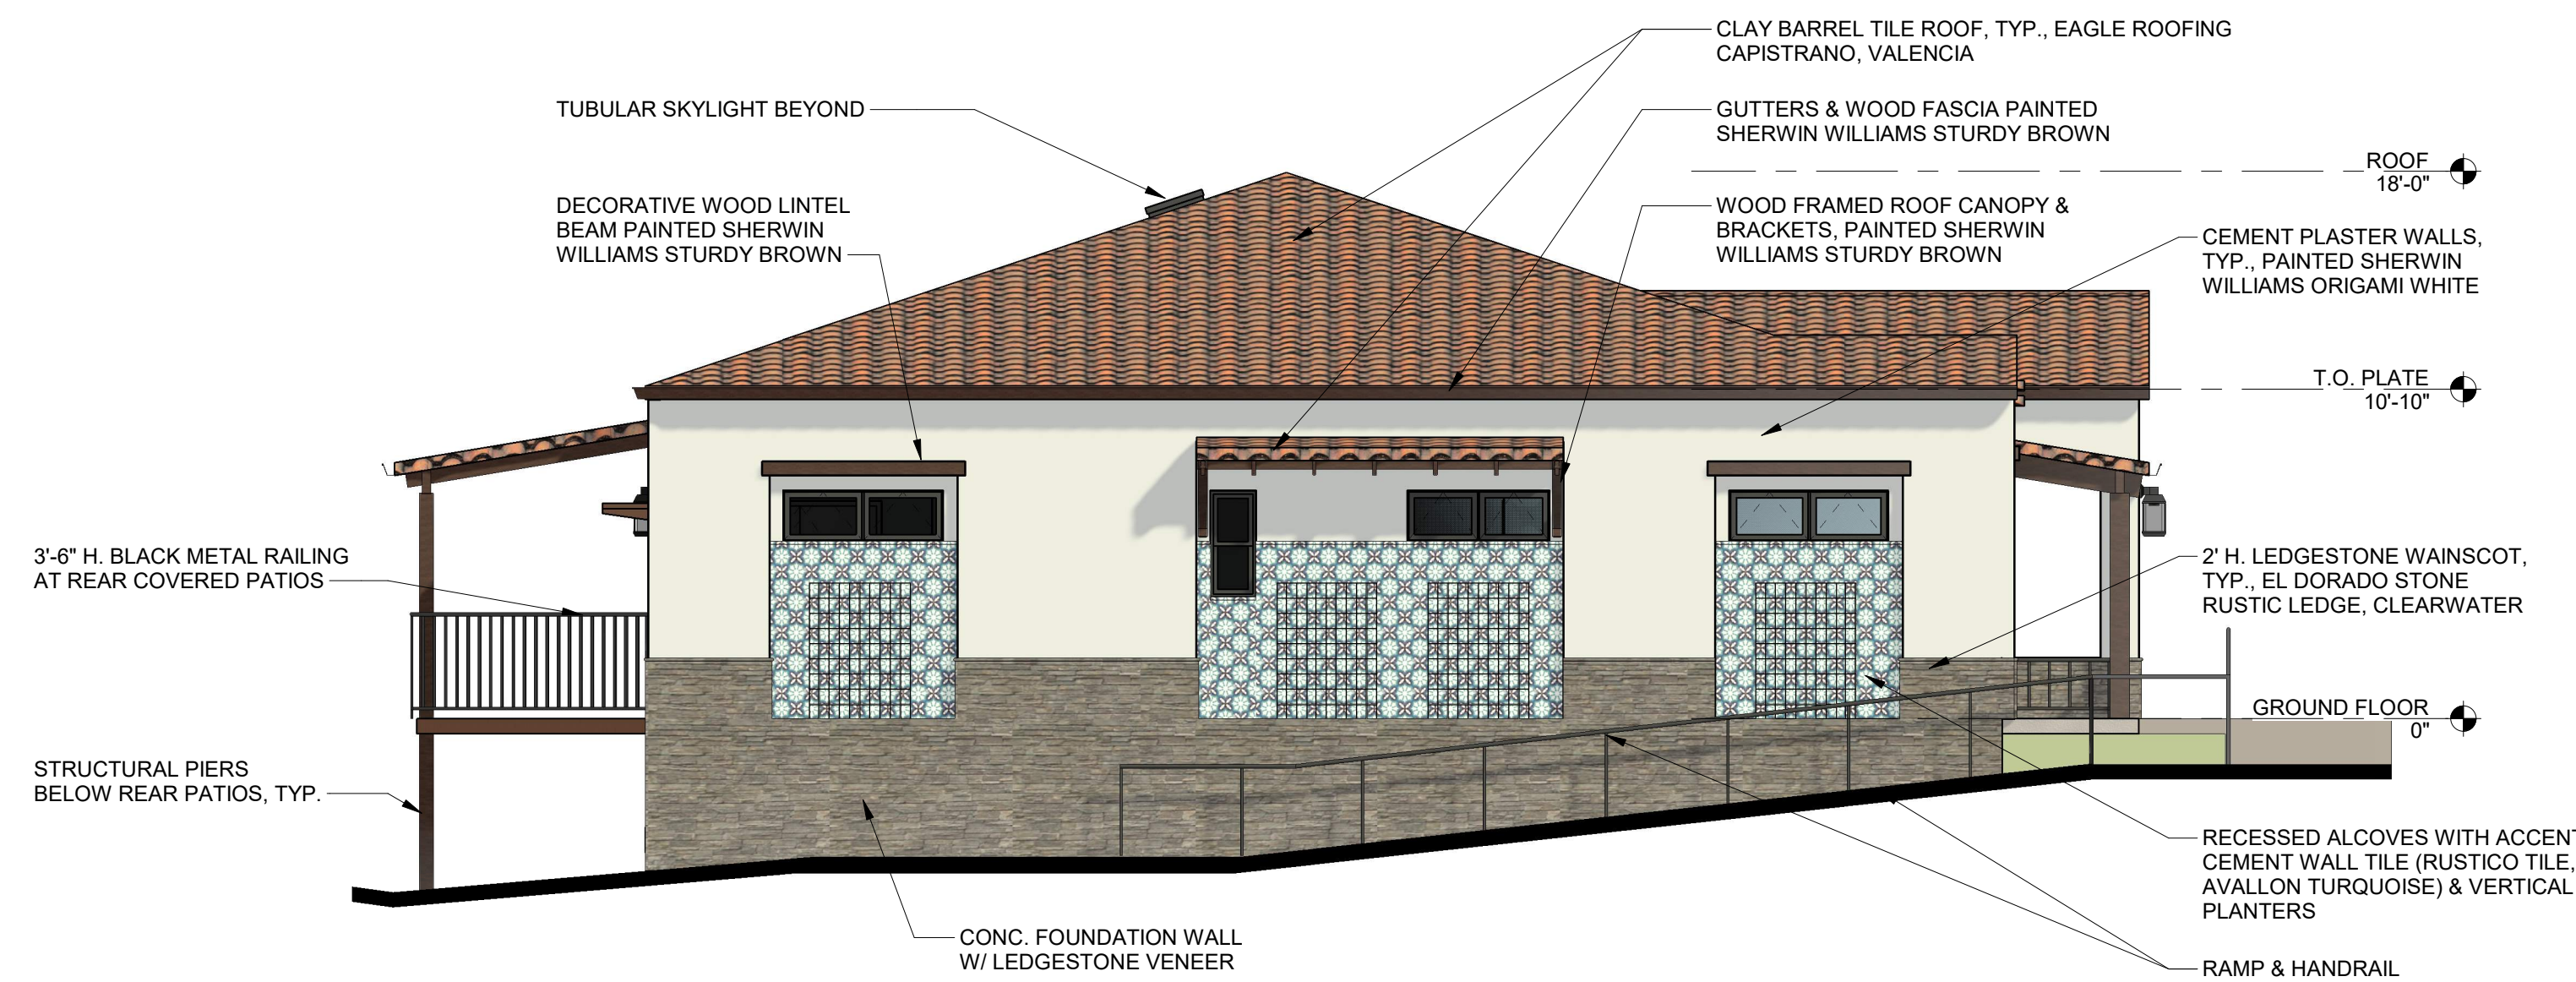 CLAY BARREL TILE ROOF, TYP., EAGLE ROOFING
CAPISTRANO, VALENCIA
TUBULAR SKYLIGHT BEYOND
GUTTERS & WOOD FASCIA PAINTED
SHERWIN WILLIAMS STURDY BROWN
ROOF
18'-0"
DECORATIVE WOOD LINTEL
BEAM PAINTED SHERWIN
WILLIAMS STURDY BROWN
WOOD FRAMED ROOF CANOPY &
BRACKETS, PAINTED SHERWIN
WILLIAMS STURDY BROWN
CEMENT PLASTER WALLS,
TYP., PAINTED SHERWIN
WILLIAMS ORIGAMI WHITE
T.O. PLATE
10'-10"
3'-6" H. BLACK METAL RAILING
AT REAR COVERED PATIOS
2' H. LEDGESTONE WAINSCOT,
TYP., EL DORADO STONE
RUSTIC LEDGE, CLEARWATER
GROUND FLOOR
0"
STRUCTURAL PIERS
BELOW REAR PATIOS, TYP.
RECESSED ALCOVES WITH ACCENT
CEMENT WALL TILE (RUSTICO TILE,
AVALLON TURQUOISE) & VERTICAL
PLANTERS
CONC. FOUNDATION WALL
W/ LEDGESTONE VENEER
RAMP & HANDRAIL